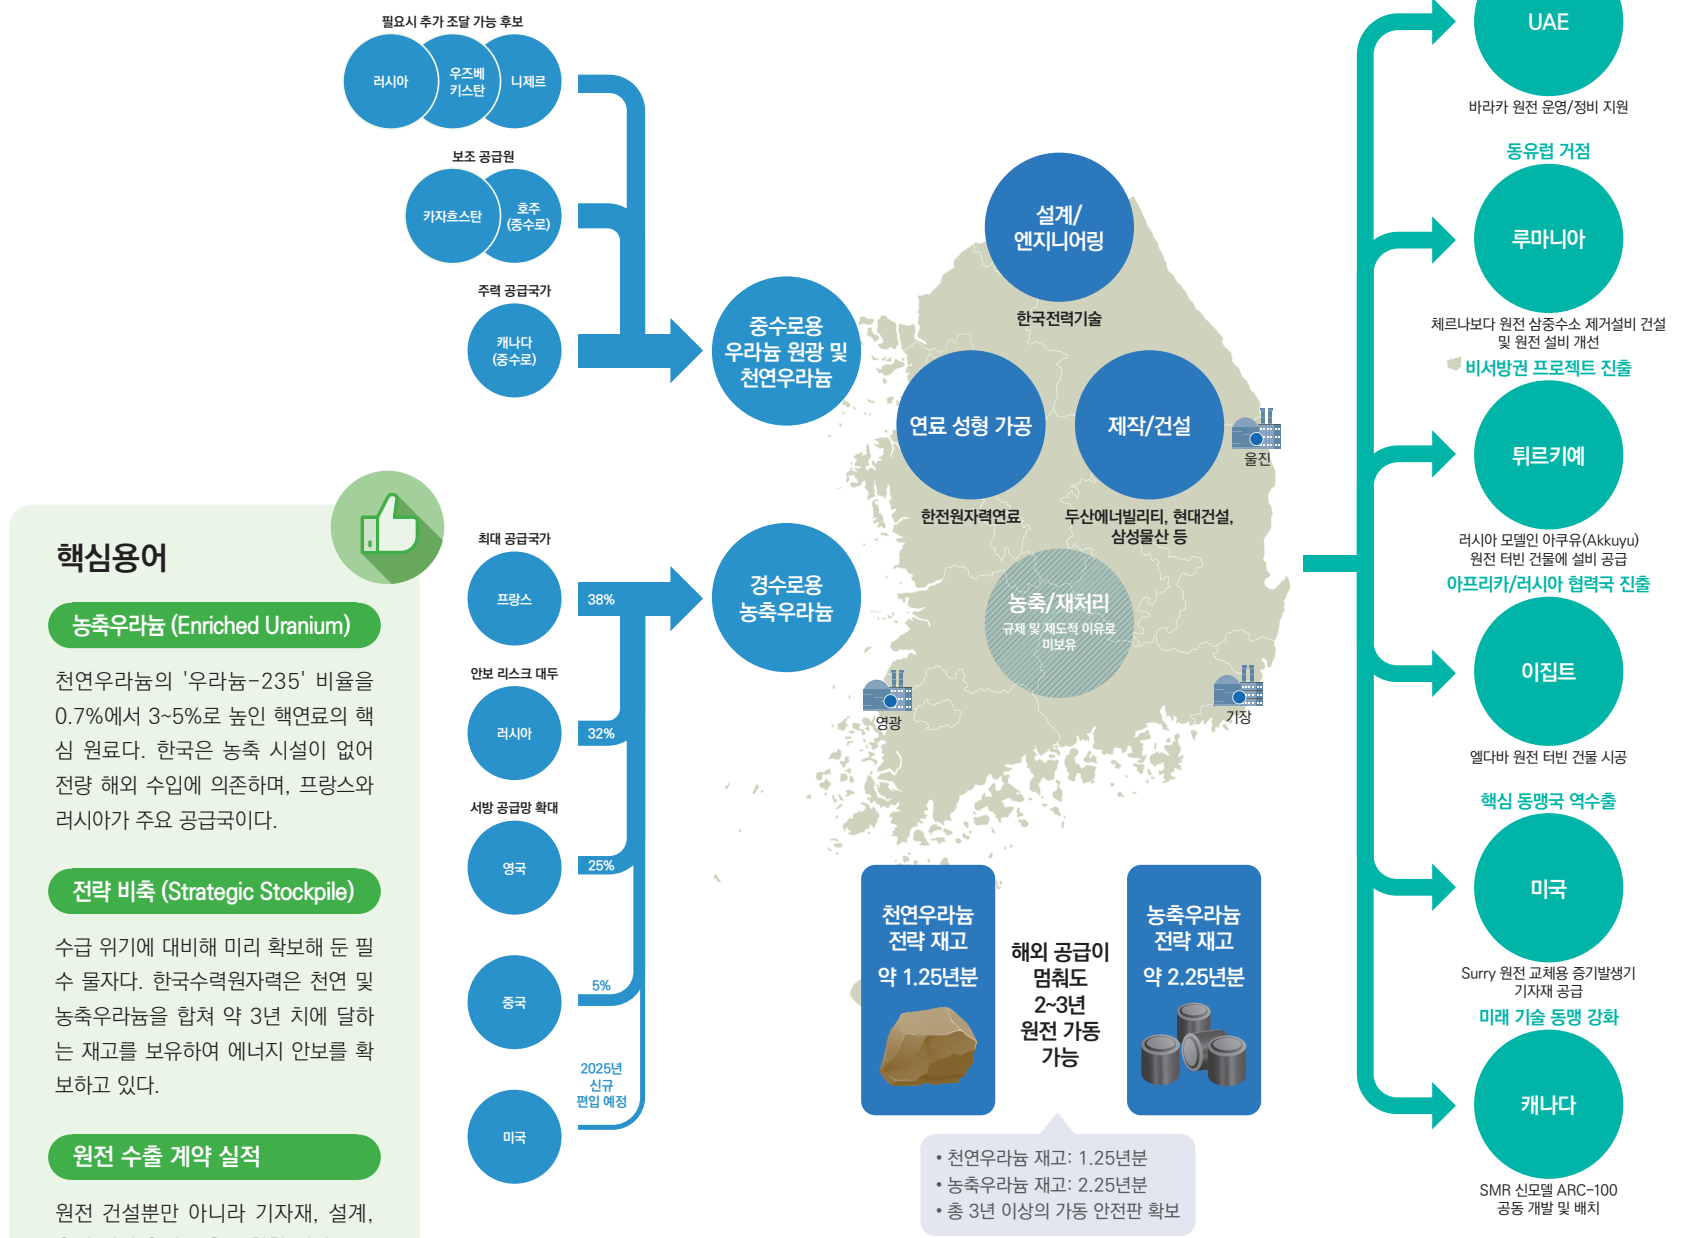 필요시 추가 조달 가능 후보
러시아
우즈베
키스탄
니제르
보조 공급원
카자흐스탄
호주
(중수로)
주력 공급국가
캐나다
(중수로)
중수로용
우라늄 원광 및
천연우라늄
핵심용어
농축우라늄 (Enriched Uranium)
천연우라늄의 '우라늄-235' 비율을
0.7%에서 3~5%로 높인 핵연료의 핵
심 원료다. 한국은 농축 시설이 없어
전량 해외 수입에 의존하며, 프랑스와
러시아가 주요 공급국이다.
전략 비축 (Strategic Stockpile)
수급 위기에 대비해 미리 확보해 둔 필
수 물자다. 한국수력원자력은 천연 및
농축우라늄을 합쳐 약 3년 치에 달하
는 재고를 보유하여 에너지 안보를 확
보하고 있다.
원전 수출 계약 실적
원전 건설뿐만 아니라 기자재, 설계,
최대 공급국가
프랑스
38%
안보 리스크 대두
러시아
32%
서방 공급망 확대
영국
25%
중국
5%
2025년
신규
편입 예정
미국
경수로용
농축우라늄
설계/
엔지니어링
한국전력기술
연료 성형 가공
한전원자력연료
제작/건설
두산에너빌리티, 현대건설,
삼성물산 등
농축/재처리
규제 및 제도적 이유로
미보유
울진
영광
기장
천연우라늄
전략 재고
약 1.25년분
해외 공급이
멈춰도
2~3년
원전 가동
가능
농축우라늄
전략 재고
약 2.25년분
• 천연우라늄 재고: 1.25년분
• 농축우라늄 재고: 2.25년분
• 총 3년 이상의 가동 안전판 확보
UAE
바라카 원전 운영/정비 지원
동유럽 거점
루마니아
체르나보다 원전 삼중수소 제거설비 건설
및 원전 설비 개선
비서방권 프로젝트 진출
튀르키예
러시아 모델인 아쿠유(Akkuyu)
원전 터빈 건물에 설비 공급
아프리카/러시아 협력국 진출
이집트
엘다바 원전 터빈 건물 시공
핵심 동맹국 역수출
미국
Surry 원전 교체용 증기발생기
기자재 공급
미래 기술 동맹 강화
캐나다
SMR 신모델 ARC-100
공동 개발 및 배치